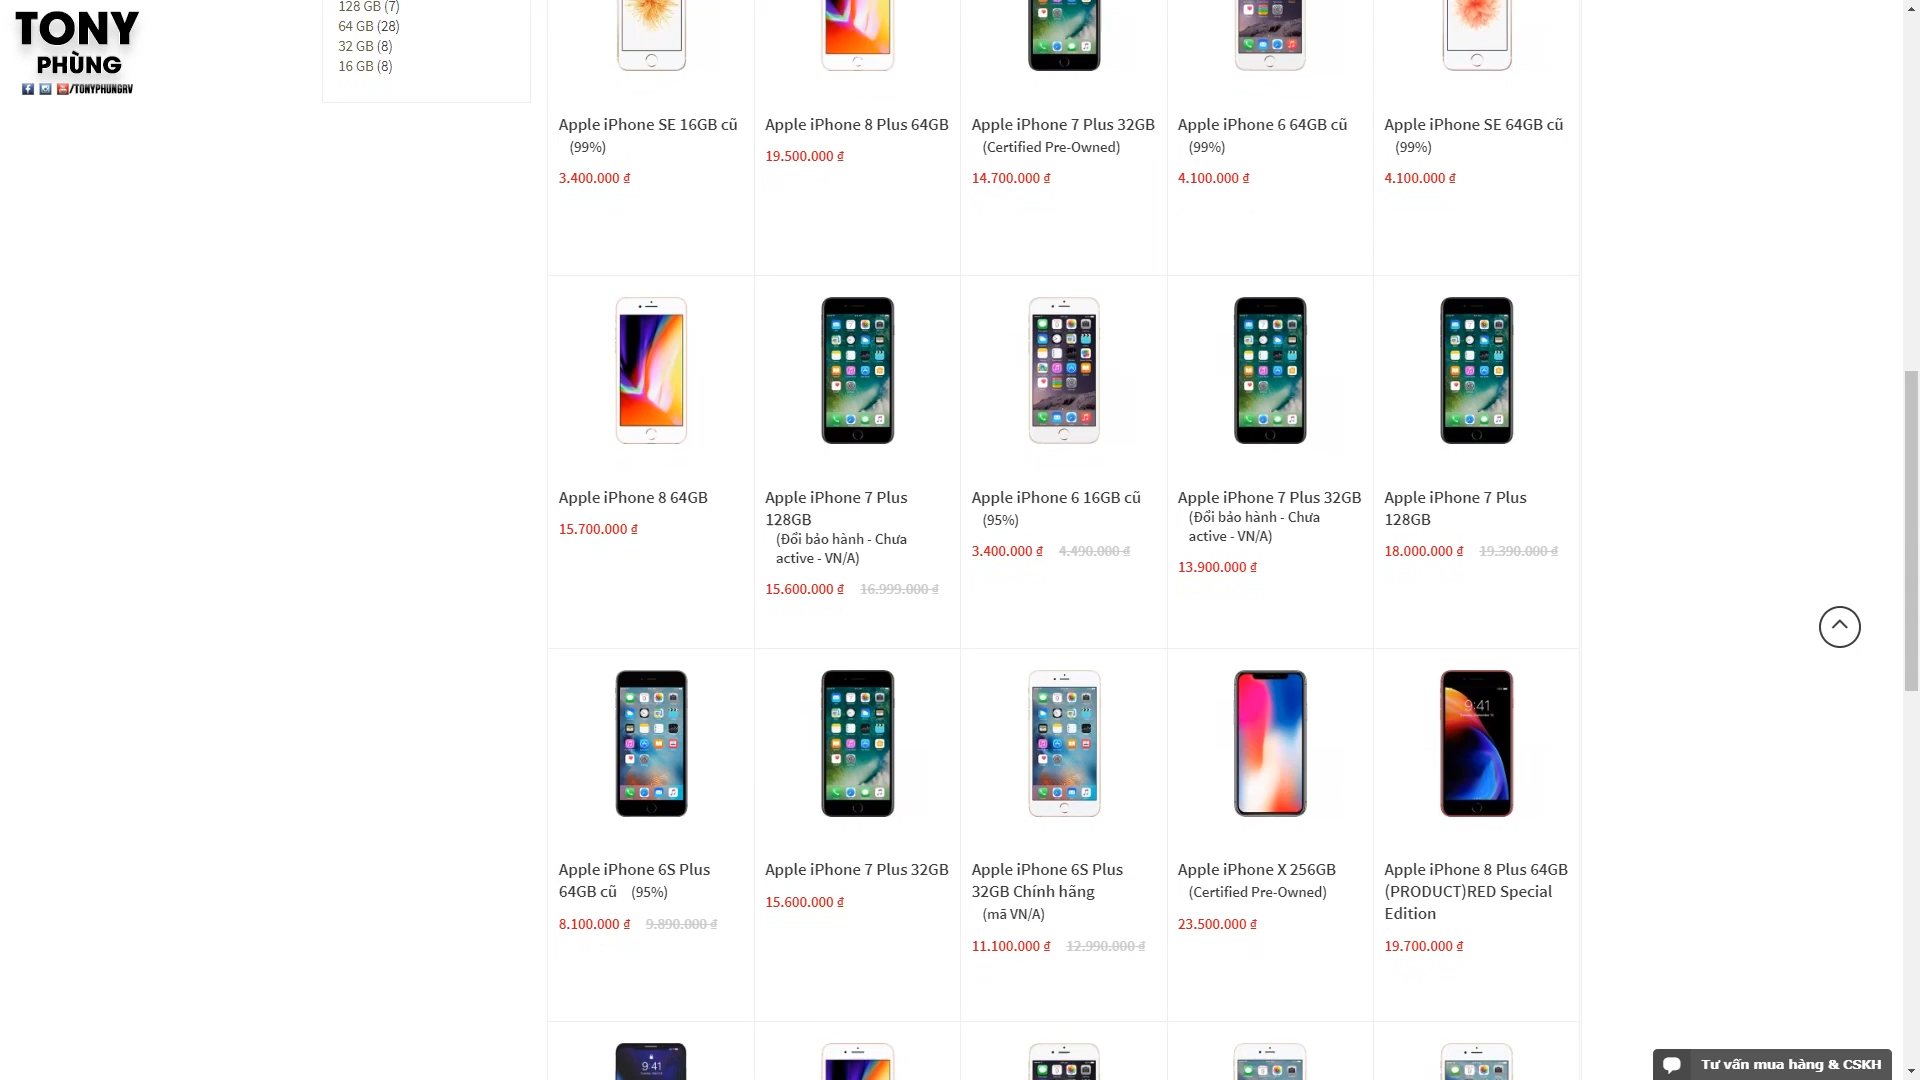 TONY
PHÙNG
/TONYPHUNGRV
128 GB (7)
64 GB (28)
32 GB (8)
16 GB (8)
Apple iPhone SE 16GB cũ
(99%)
3.400.000 ₫
Apple iPhone 8 Plus 64GB
19.500.000 ₫
Apple iPhone 7 Plus 32GB
(Certified Pre-Owned)
14.700.000 ₫
Apple iPhone 6 64GB cũ
(99%)
4.100.000 ₫
Apple iPhone SE 64GB cũ
(99%)
4.100.000 ₫
Apple iPhone 8 64GB
15.700.000 ₫
Apple iPhone 7 Plus
128GB
(Đổi bảo hành - Chưa
active - VN/A)
15.600.000 ₫ 16.999.000 ₫
Apple iPhone 6 16GB cũ
(95%)
3.400.000 ₫ 4.490.000 ₫
Apple iPhone 7 Plus 32GB
(Đổi bảo hành - Chưa
active - VN/A)
13.900.000 ₫
Apple iPhone 7 Plus
128GB
18.000.000 ₫ 19.390.000 ₫
Apple iPhone 6S Plus
64GB cũ (95%)
8.100.000 ₫ 9.890.000 ₫
Apple iPhone 7 Plus 32GB
15.600.000 ₫
Apple iPhone 6S Plus
32GB Chính hãng
(mã VN/A)
11.100.000 ₫ 12.990.000 ₫
Apple iPhone X 256GB
(Certified Pre-Owned)
23.500.000 ₫
9:41
Apple iPhone 8 Plus 64GB
(PRODUCT)RED Special
Edition
19.700.000 ₫
9:41
Tư vấn mua hàng & CSKH